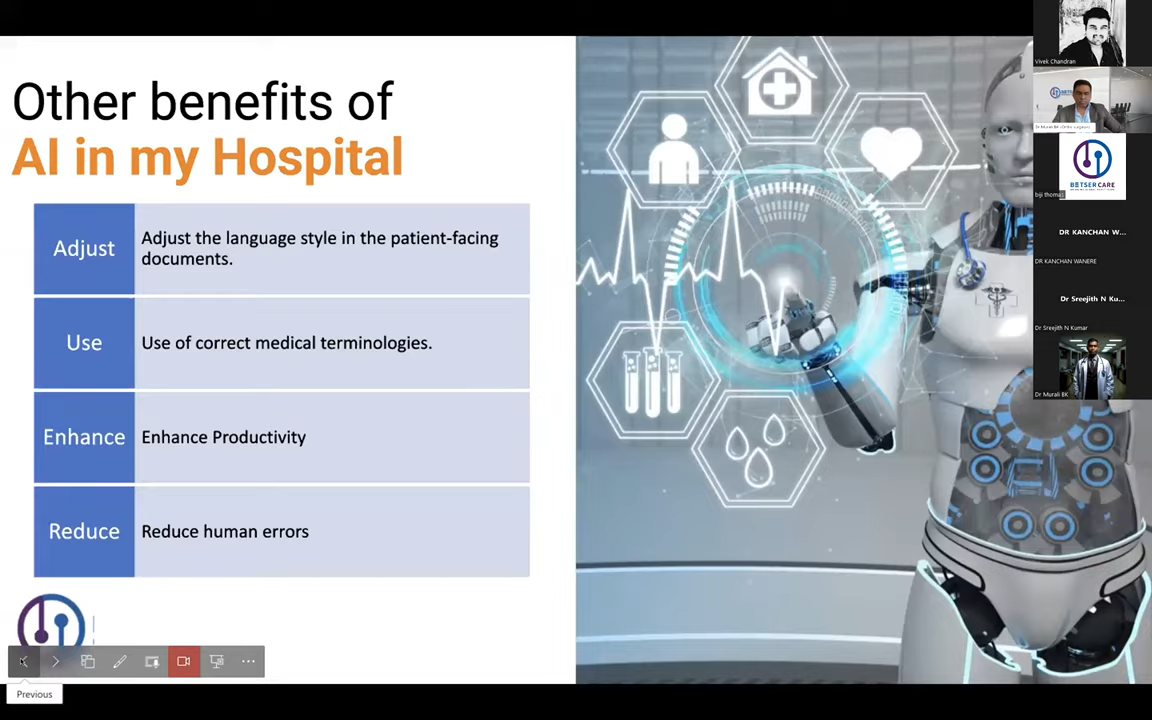 Other benefits of
AI in my Hospital
Adjust
Adjust the language style in the patient-facing
documents.
Use
Use of correct medical terminologies.
Enhance
Enhance Productivity
Reduce
Reduce human errors
Previous
Vivek Chandran
BETSER CARE
biji thomas
DR KANCHAN W...
DR KANCHAN WANERE
Dr Sreejith N Ku...
Dr Sreejith N Kumar
Dr Murali BK